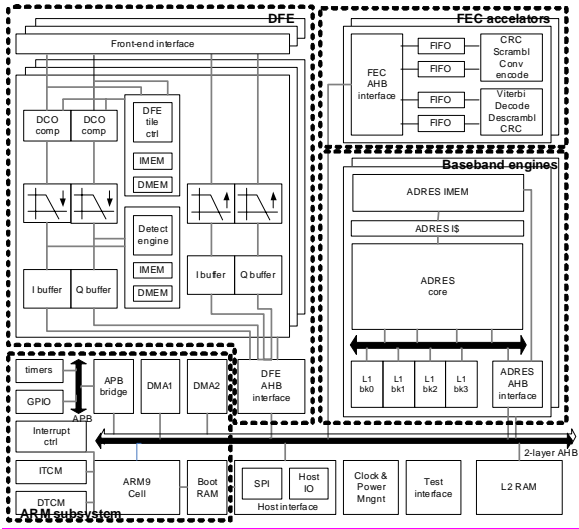 DFE
Front-end interface
DCO
comp
DCO
comp
DFE
tile
ctrl
IMEM
DMEM
Detect
engine
IMEM
DMEM
I buffer
Q buffer
I buffer
Q buffer
FEC accelators
FEC
AHB
interface
FIFO
FIFO
FIFO
FIFO
CRC
Scrambl
Conv
encode
Viterbi
Decode
Descrambl
CRC
Baseband engines
ADRES IMEM
ADRES I$
ADRES
core
L1
bk0
L1
bk1
L1
bk2
L1
bk3
ADRES
AHB
interface
timers
GPIO
APB
APB
bridge
DMA1
DMA2
DFE
AHB
interface
Interrupt
ctrl
ITCM
DTCM
ARM9
Cell
Boot
RAM
ARM subsystem
2-layer AHB
SPI
Host
IO
Host interface
Clock &
Power
Mngnt
Test
interface
L2 RAM